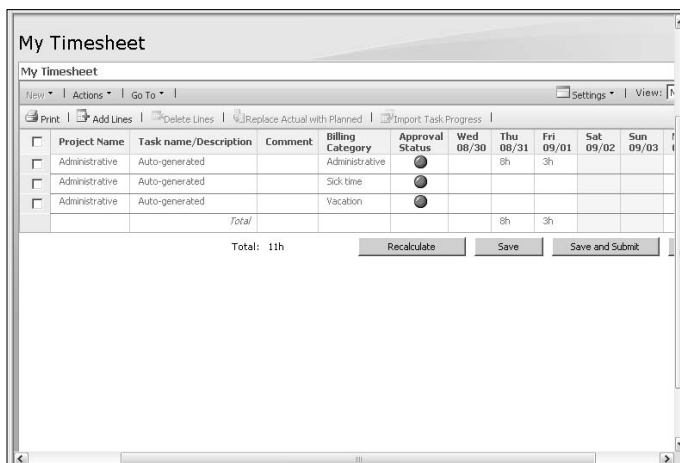 My Timesheet
My Timesheet
New Actions Go To Settings View:
Print Add Lines Delete Lines Replace Actual with Planned Import Task Progress
Project Name Task name/Description Comment Billing Category Approval Status Wed 08/30 Thu 08/31 Fri 09/01 Sat 09/02 Sun 09/03
Administrative Auto-generated Administrative 8h 3h
Administrative Auto-generated Sick time
Administrative Auto-generated Vacation
Total 8h 3h
Total: 11h Recalculate Save Save and Submit